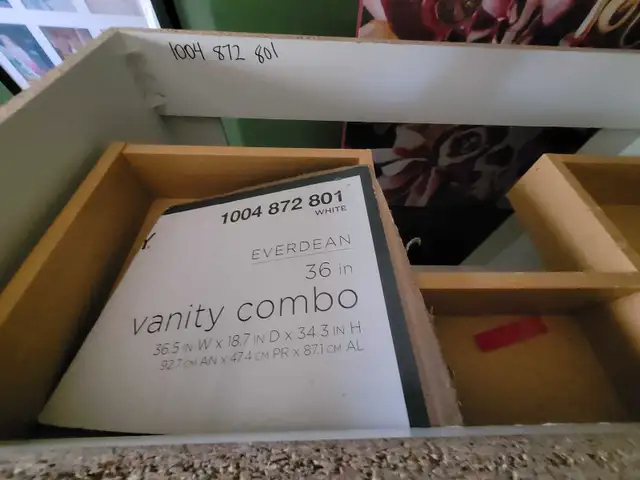 1004 872 801
1004 872 801
WHITE
Y
EVERDEAN
36 in
vanity combo
36.5 IN W x 18.7 IN D x 34.3 IN H
92.7 CM AN x 47.4 CM PR x 87.1 CM AL